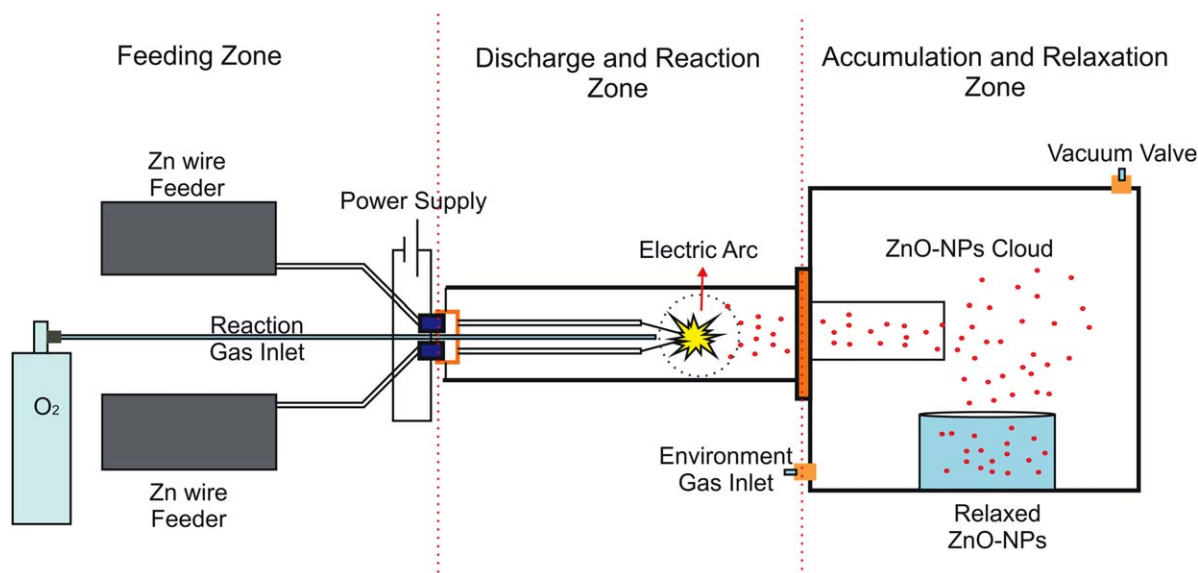 Feeding Zone
Discharge and Reaction
Zone
Accumulation and Relaxation
Zone
Zn wire
Feeder
Power Supply
Electric Arc
Vacuum Valve
ZnO-NPs Cloud
Reaction
Gas Inlet
O₂
Zn wire
Feeder
Environment
Gas Inlet
Relaxed
ZnO-NPs